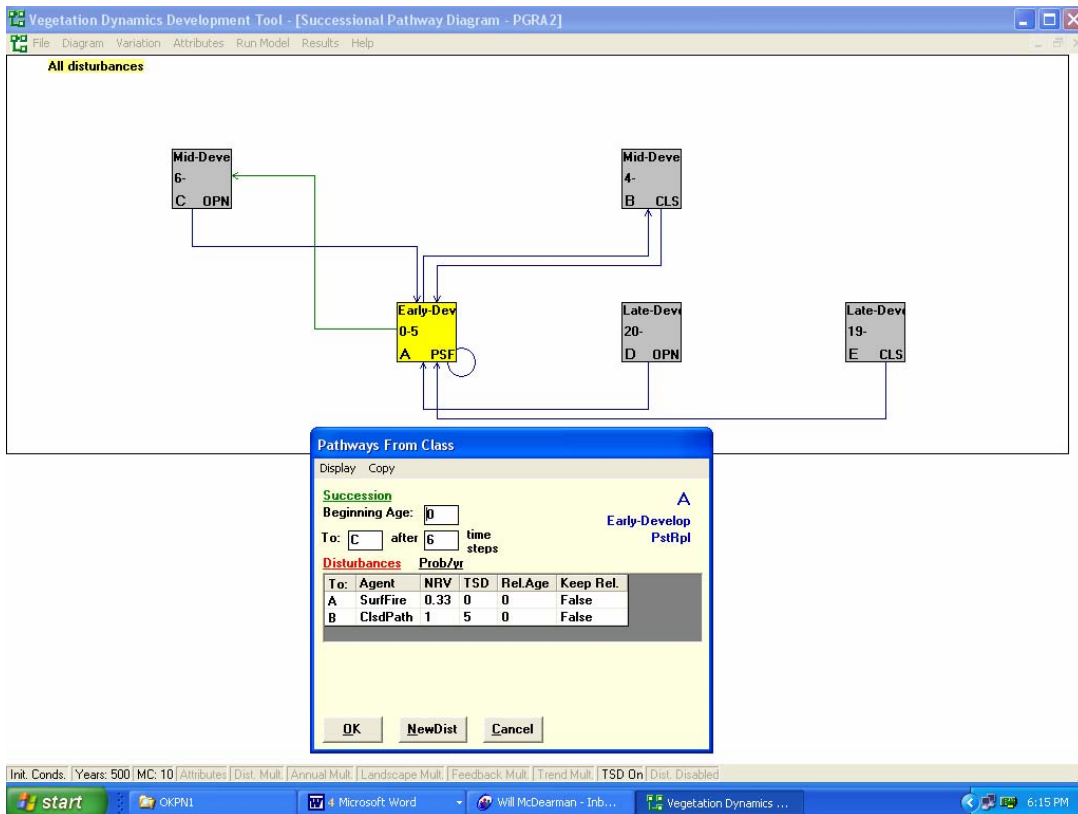 Vegetation Dynamics Development Tool - [Successional Pathway Diagram - PGRA2]
File Diagram Variation Attributes Run Model Results Help
All disturbances
Mid-Deve
6-
C OPN
Mid-Deve
4-
B CLS
Early-Dev
0-5
A PSF
Late-Deve
20-
D OPN
Late-Deve
19-
E CLS
Pathways From Class
Display Copy
Succession
Beginning Age: 0
A
Early-Develop
PstRpl
To: C after 6 time steps
Disturbances Prob/yr
To: Agent NRV TSD Rel.Age Keep Rel.
A SurfFire 0.33 0 0 False
B ClsdPath 1 5 0 False
OK NewDist Cancel
Init. Conds. Years: 500 MC: 10 Attributes Dist. Mult. Annual Mult. Landscape Mult. Feedback Mult. Trend Mult. TSD On Dist. Disabled
start OKPN1 4 Microsoft Word Will McDearman - Inb... Vegetation Dynamics ... 6:15 PM